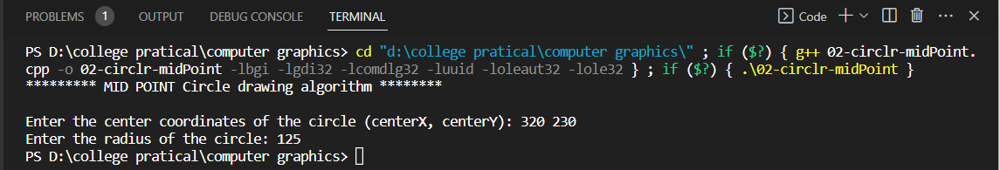 PROBLEMS 1 OUTPUT DEBUG CONSOLE TERMINAL Code
PS D:\college pratical\computer graphics> cd "d:\college pratical\computer graphics\" ; if ($?) { g++ 02-circlr-midPoint.
cpp -o 02-circlr-midPoint -lbgi -lgdi32 -lcomdlg32 -luuid -loleaut32 -lole32 } ; if ($?) { .\02-circlr-midPoint }
********* MID POINT Circle drawing algorithm ********
Enter the center coordinates of the circle (centerX, centerY): 320 230
Enter the radius of the circle: 125
PS D:\college pratical\computer graphics>